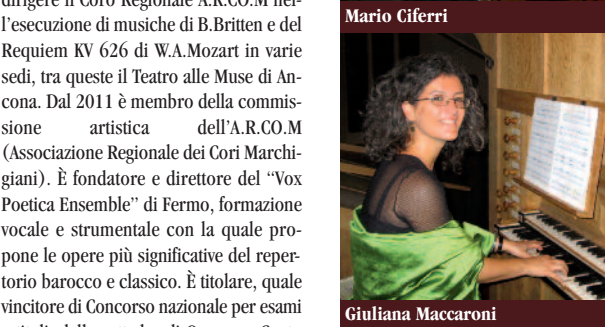 dirigere il Coro Regionale A.R.CO.M nel-
l'esecuzione di musiche di B.Britten e del
Requiem KV 626 di W.A.Mozart in varie
sedi, tra queste il Teatro alle Muse di An-
cona. Dal 2011 è membro della commis-
sione artistica dell'A.R.CO.M
(Associazione Regionale dei Cori Marchi-
giani). È fondatore e direttore del “Vox
Poetica Ensemble” di Fermo, formazione
vocale e strumentale con la quale pro-
pone le opere più significative del reper-
torio barocco e classico. È titolare, quale
vincitore di Concorso nazionale per esami
Mario Ciferri
Giuliana Maccaroni